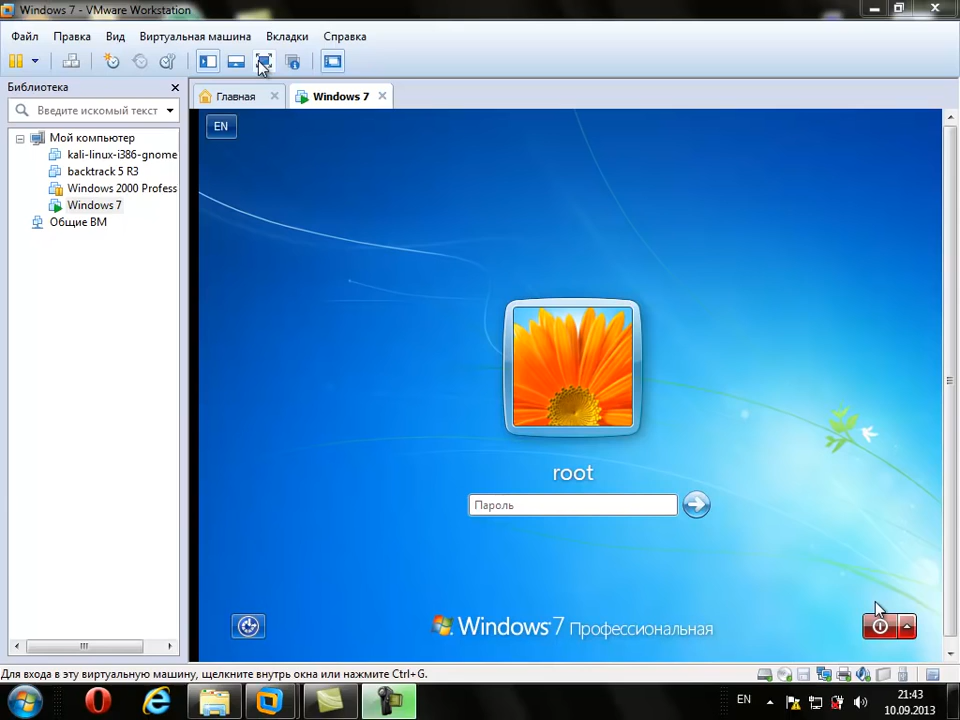 Windows 7 - VMware Workstation
Файл Правка Вид Виртуальная машина Вкладки Справка
Библиотека
Введите искомый текст
Главная
Windows 7
Мой компьютер
kali-linux-i386-gnome
backtrack 5 R3
Windows 2000 Profess
Windows 7
Общие ВМ
EN
root
Пароль
Windows 7 Профессиональная
Для входа в эту виртуальную машину, щелкните внутрь окна или нажмите Ctrl+G.
EN
21:43
10.09.2013